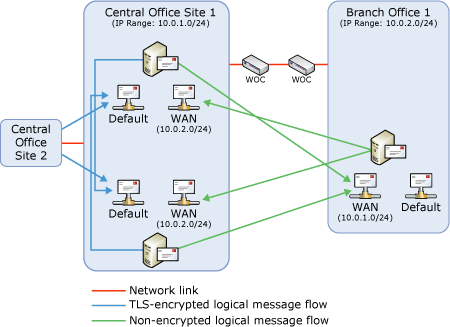 Central Office Site 1
(IP Range: 10.0.1.0/24)
Branch Office 1
(IP Range: 10.0.2.0/24)
WOC
WOC
Default
WAN
(10.0.2.0/24)
Central
Office
Site 2
Default
WAN
(10.0.2.0/24)
WAN
(10.0.1.0/24)
Default
Network link
TLS-encrypted logical message flow
Non-encrypted logical message flow